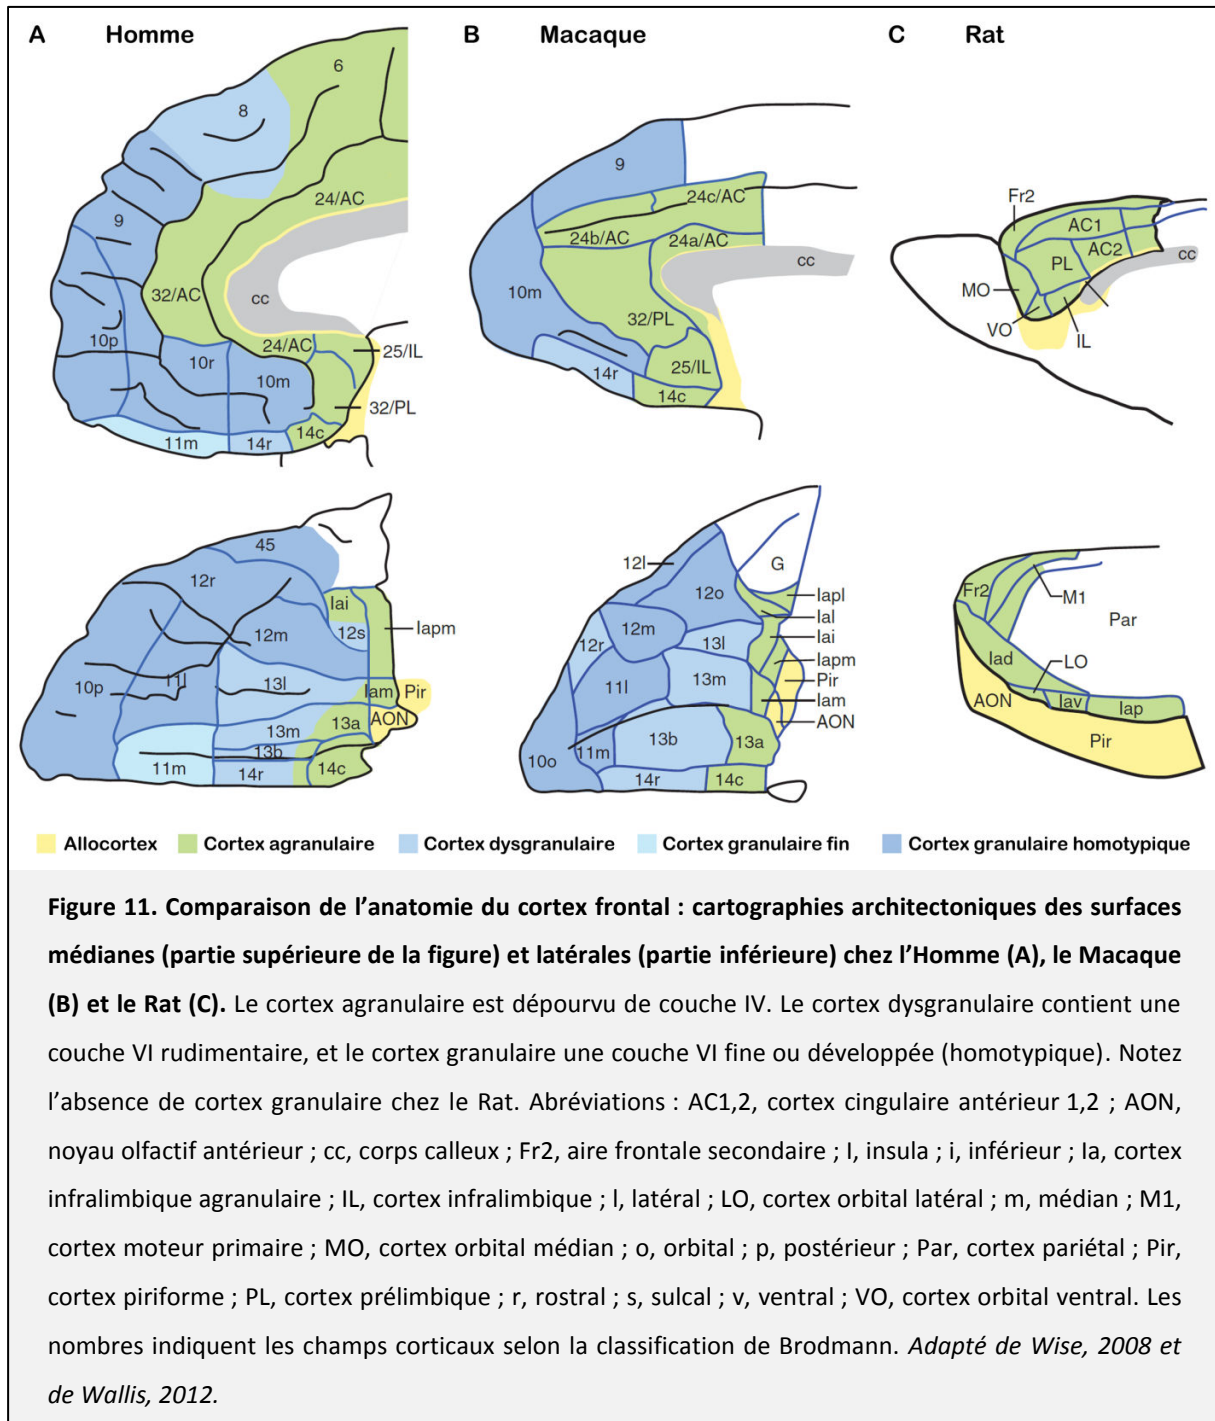 A Homme
B Macaque
C Rat
6
8
9
24/AC
cc
32/AC
10p
10r
10m
24/AC
25/IL
32/PL
14c
14r
11m
9
24c/AC
24b/AC
24a/AC
cc
10m
32/PL
14r
25/IL
14c
Fr2
AC1
AC2
cc
PL
MO
VO
IL
45
12r
Iai
12s
12m
Iapm
10p
11l
13l
Iam
Pir
AON
13a
13m
13b
11m
14r
14c
12l
G
12o
Iapl
Ial
12m
Iai
12r
13l
Iapm
11l
13m
Pir
Iam
AON
13b
13a
11m
10o
14r
14c
Fr2
M1
Par
Iad
LO
AON
Iav
Iap
Pir
Allocortex
Cortex agranulaire
Cortex dysgranulaire
Cortex granulaire fin
Cortex granulaire homotypique
Figure 11. Comparaison de l’anatomie du cortex frontal : cartographies architectoniques des surfaces
médianes (partie supérieure de la figure) et latérales (partie inférieure) chez l’Homme (A), le Macaque
(B) et le Rat (C). Le cortex agranulaire est dépourvu de couche IV. Le cortex dysgranulaire contient une
couche VI rudimentaire, et le cortex granulaire une couche VI fine ou développée (homotypique). Notez
l’absence de cortex granulaire chez le Rat. Abréviations : AC1,2, cortex cingulaire antérieur 1,2 ; AON,
noyau olfactif antérieur ; cc, corps calleux ; Fr2, aire frontale secondaire ; I, insula ; i, inférieur ; Ia, cortex
infralimbique agranulaire ; IL, cortex infralimbique ; l, latéral ; LO, cortex orbital latéral ; m, médian ; M1,
cortex moteur primaire ; MO, cortex orbital médian ; o, orbital ; p, postérieur ; Par, cortex pariétal ; Pir,
cortex piriforme ; PL, cortex prélimbique ; r, rostral ; s, sulcal ; v, ventral ; VO, cortex orbital ventral. Les
nombres indiquent les champs corticaux selon la classification de Brodmann. Adapté de Wise, 2008 et
de Wallis, 2012.